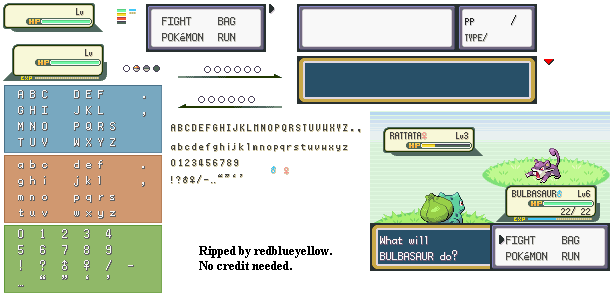 Lv
HP
Lv
HP
EXP
FIGHT BAG
POKéMON RUN
PP /
TYPE/
A B C D E F .
G H I J K L ,
M N O P Q R S
T U V W X Y Z
a b c d e f .
g h i j k l ,
m n o p q r s
t u v w x y z
0 1 2 3 4
5 6 7 8 9
! ? ♂ ♀ / -
… “ ” ‘ ’
ABCDEFGHIJKLMNOPQRSTUVWXYZ.,
abcdefghijklmnopqrstuvwxyz
0123456789
!?♂♀/-…“”‘’
♂ ♀
RATTATA♀ Lv3
HP
BULBASAUR♂ Lv6
HP
22/ 22
EXP
What will
BULBASAUR do?
FIGHT BAG
POKéMON RUN
Ripped by redblueyellow.
No credit needed.